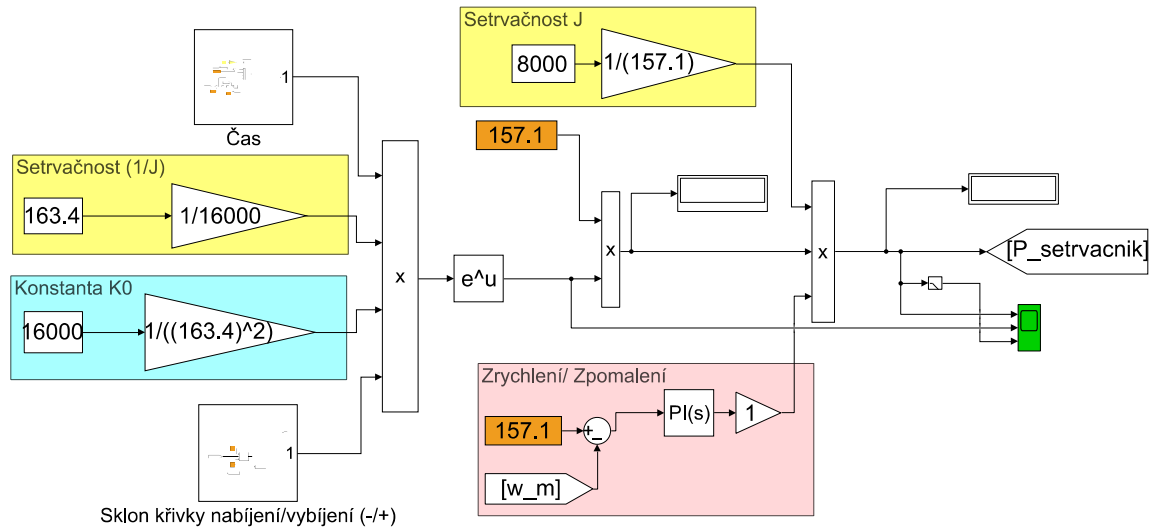 1
Čas
Setrvačnost (1/J)
163.4
1/16000
Konstanta K0
16000
1/((163.4)^2)
1
Sklon křivky nabíjení/vybíjení (-/+)
x
e^u
Setrvačnost J
8000
1/(157.1)
157.1
x
x
[P_setrvacnik]
Zrychlení/ Zpomalení
157.1
+_
PI(s)
1
[w_m]